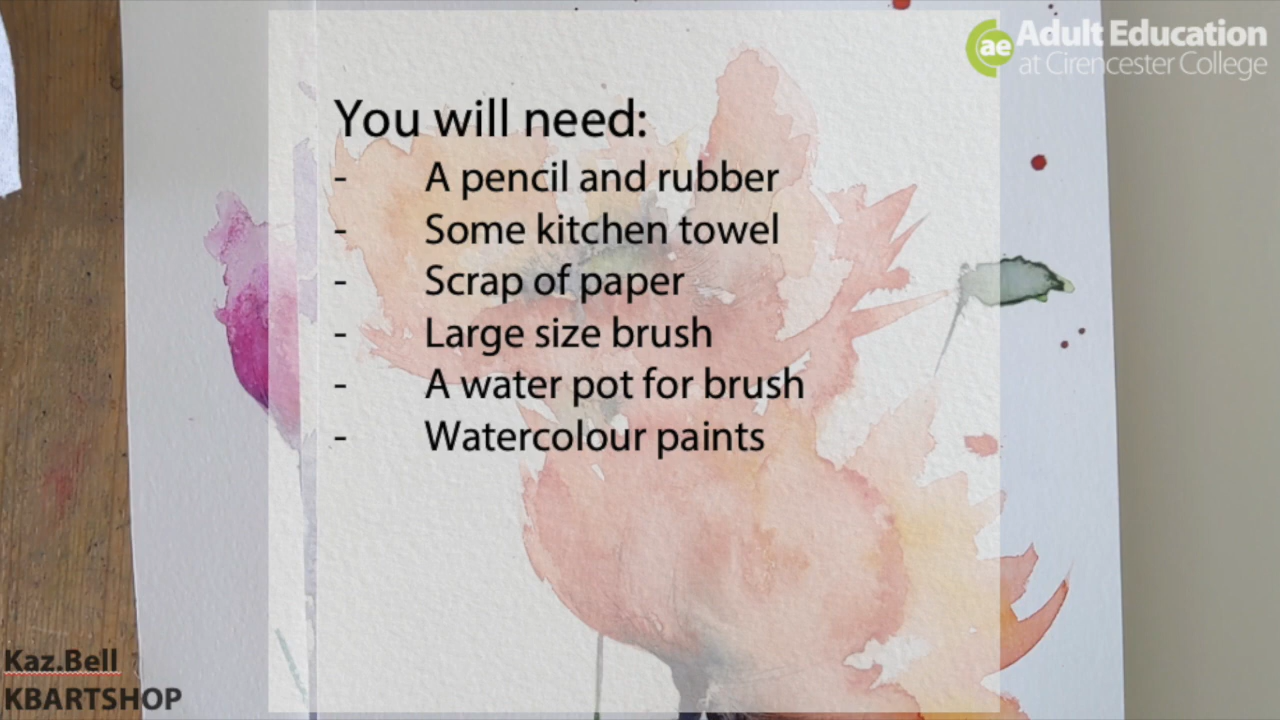 ae Adult Education
at Cirencester College
You will need:
- A pencil and rubber
- Some kitchen towel
- Scrap of paper
- Large size brush
- A water pot for brush
- Watercolour paints
Kaz.Bell
KBARTSHOP